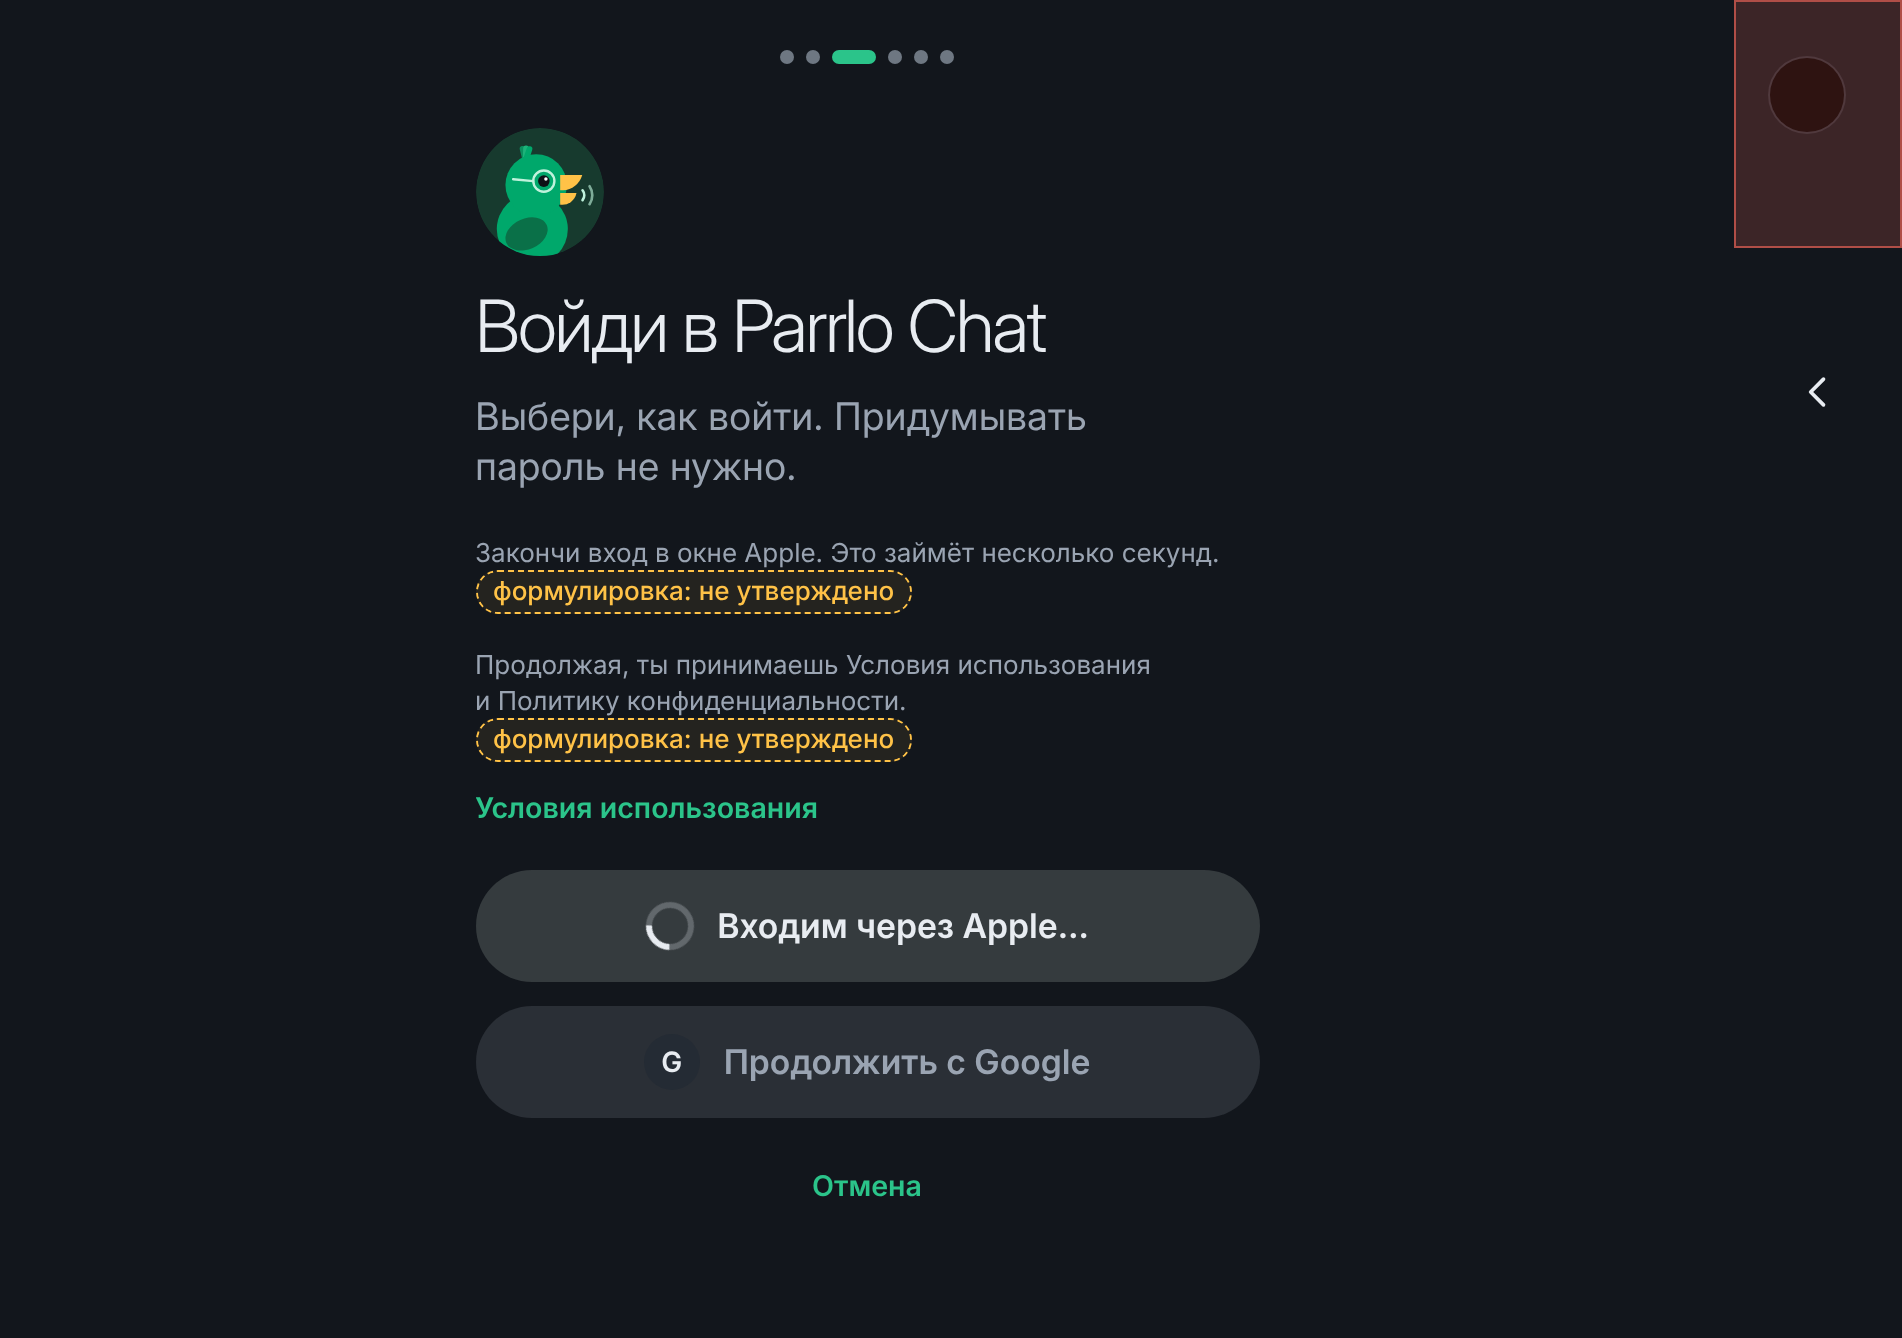 Войди в Parrlo Chat
Выбери, как войти. Придумывать
пароль не нужно.
Закончи вход в окне Apple. Это займёт несколько секунд.
формулировка: не утверждено
Продолжая, ты принимаешь Условия использования
и Политику конфиденциальности.
формулировка: не утверждено
Условия использования
Входим через Apple...
G Продолжить с Google
Отмена